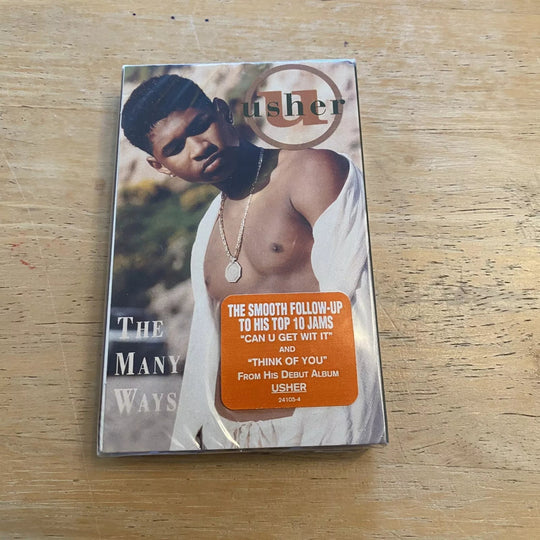 u
usher
THE SMOOTH FOLLOW-UP
TO HIS TOP 10 JAMS
"CAN U GET WIT IT"
AND
"THINK OF YOU"
FROM HIS DEBUT ALBUM
USHER
24105-4
THE
MANY
WAYS